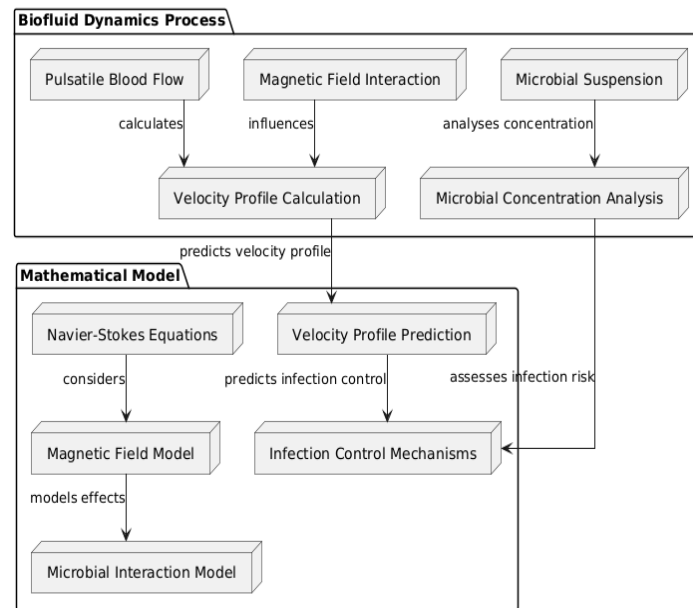 Biofluid Dynamics Process
Pulsatile Blood Flow
Magnetic Field Interaction
Microbial Suspension
calculates
influences
analyses concentration
Velocity Profile Calculation
Microbial Concentration Analysis
predicts velocity profile
Mathematical Model
Navier-Stokes Equations
Velocity Profile Prediction
considers
predicts infection control
assesses infection risk
Magnetic Field Model
Infection Control Mechanisms
models effects
Microbial Interaction Model